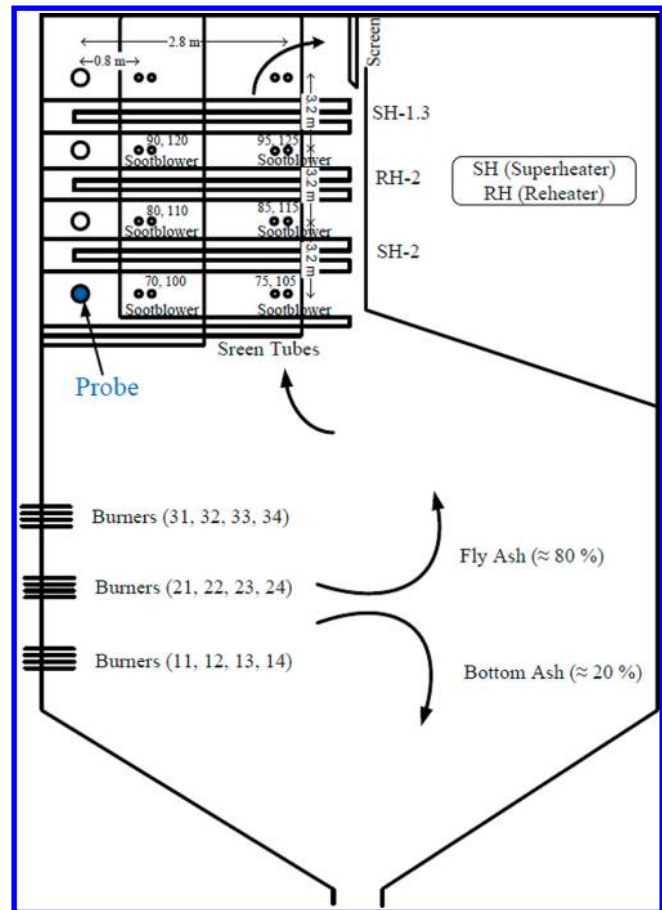 2.8 m
0.8 m
Screen
3.2 m
SH-1.3
90, 120
95, 125
Sootblower
Sootblower
3.2 m
RH-2
SH (Superheater)
RH (Reheater)
80, 110
85, 115
Sootblower
Sootblower
3.2 m
SH-2
70, 100
75, 105
Sootblower
Sootblower
Sreen Tubes
Probe
Burners (31, 32, 33, 34)
Fly Ash (≈ 80 %)
Burners (21, 22, 23, 24)
Burners (11, 12, 13, 14)
Bottom Ash (≈ 20 %)